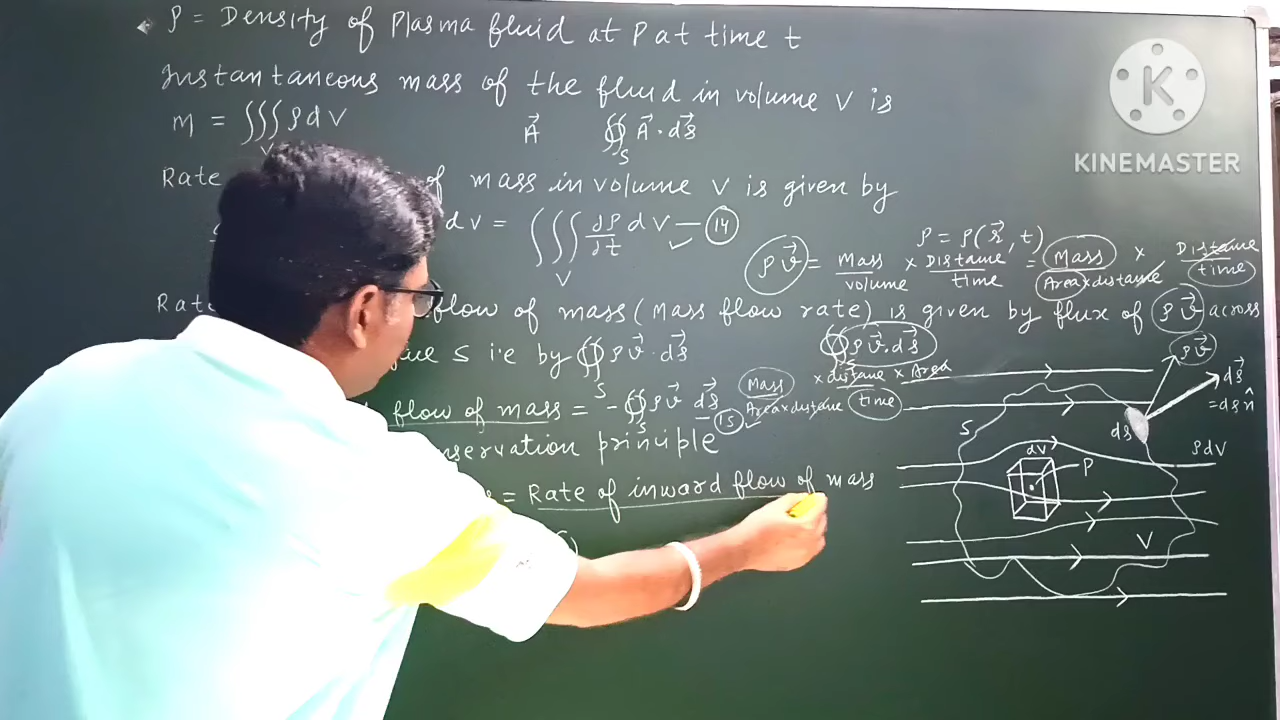 ρ = Density of Plasma fluid at P at time t
Instantaneous mass of the fluid in volume V is
m = ∭ ρ dV
V
A⃗ ∯ A⃗ · ds⃗
S
Rate of mass in volume V is given by
dV = ∭ ∂ρ/∂t dV — (14)
V
ρ = ρ(r⃗, t)
ρv⃗ = Mass/volume × Distance/time = Mass/Area×distance × Distance/time
Rate flow of mass (Mass flow rate) is given by flux of ρv⃗ across
S i.e by ∯ ρv⃗ · ds⃗
S
∯ ρv⃗ · ds⃗
S
Mass/Area×distance × distance × Area/time
flow of mass = - ∯ ρv⃗ ds⃗ (15)
S
principle
= Rate of inward flow of mass
ρv⃗
ds⃗
= ds n̂
ds
S
dV
P
ρdV
V
KINEMASTER